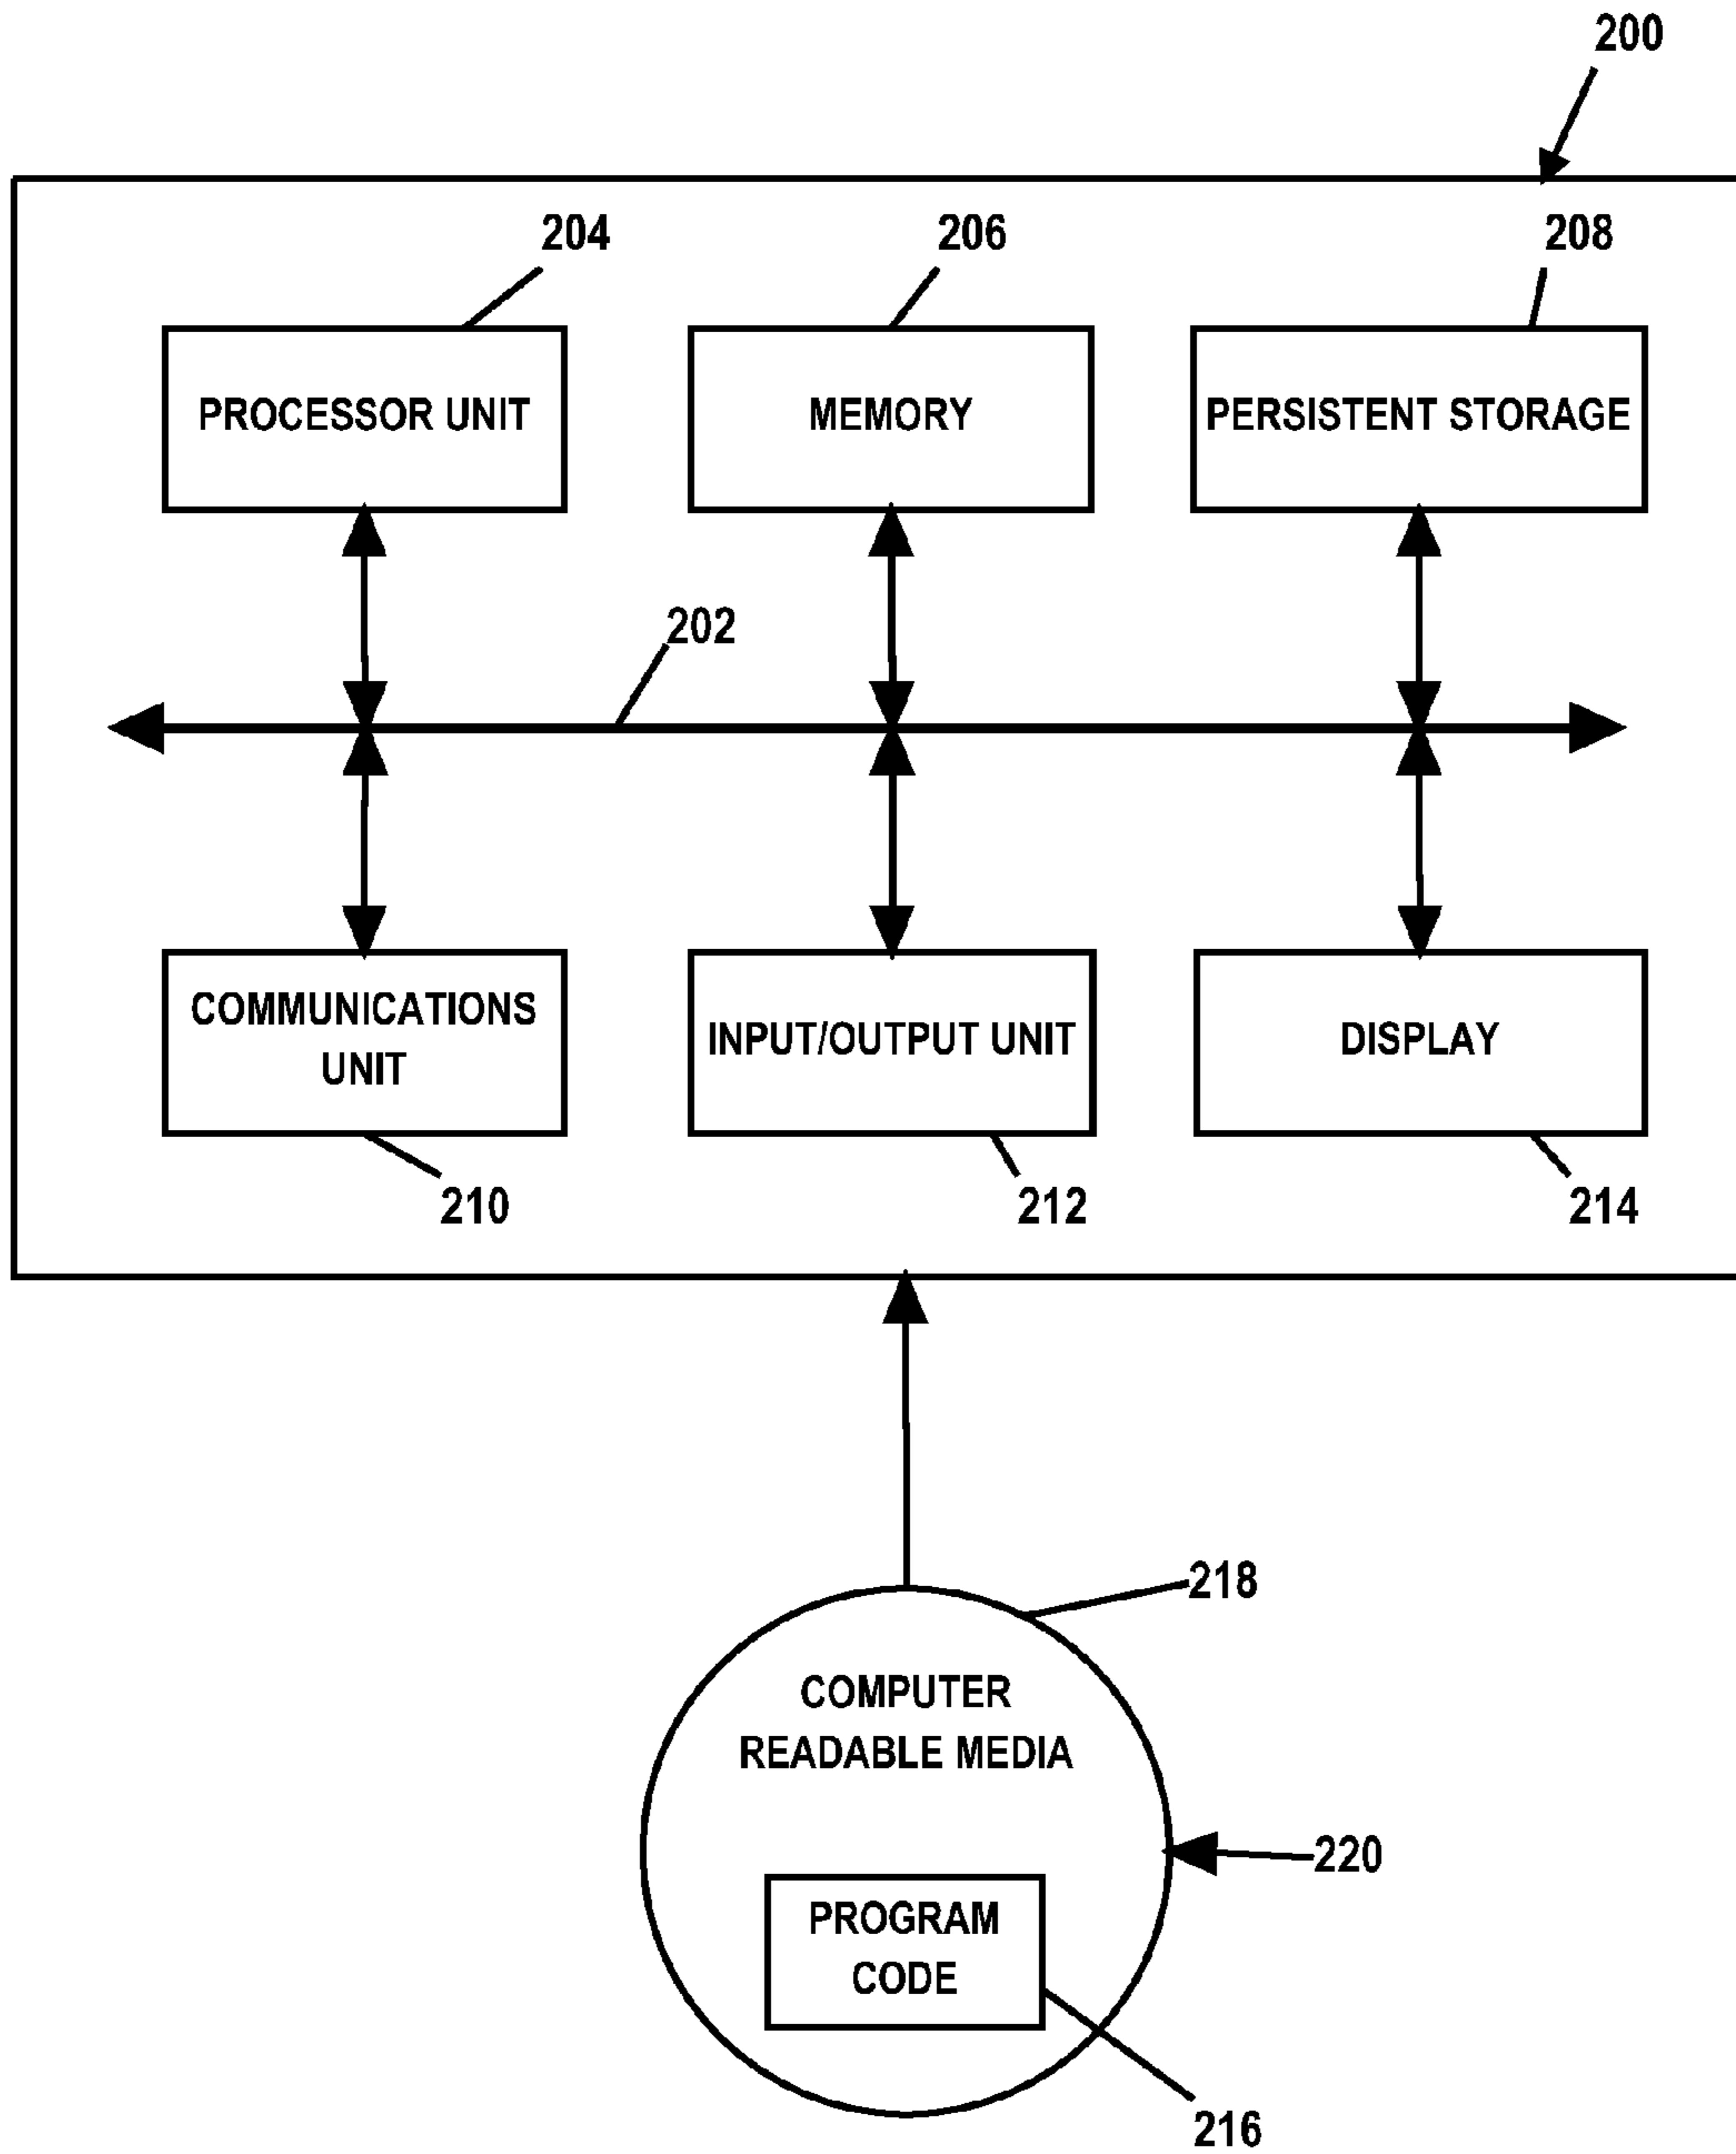 200
204
206
208
PROCESSOR UNIT
MEMORY
PERSISTENT STORAGE
202
COMMUNICATIONS
UNIT
INPUT/OUTPUT UNIT
DISPLAY
210
212
214
218
COMPUTER
READABLE MEDIA
220
PROGRAM
CODE
216